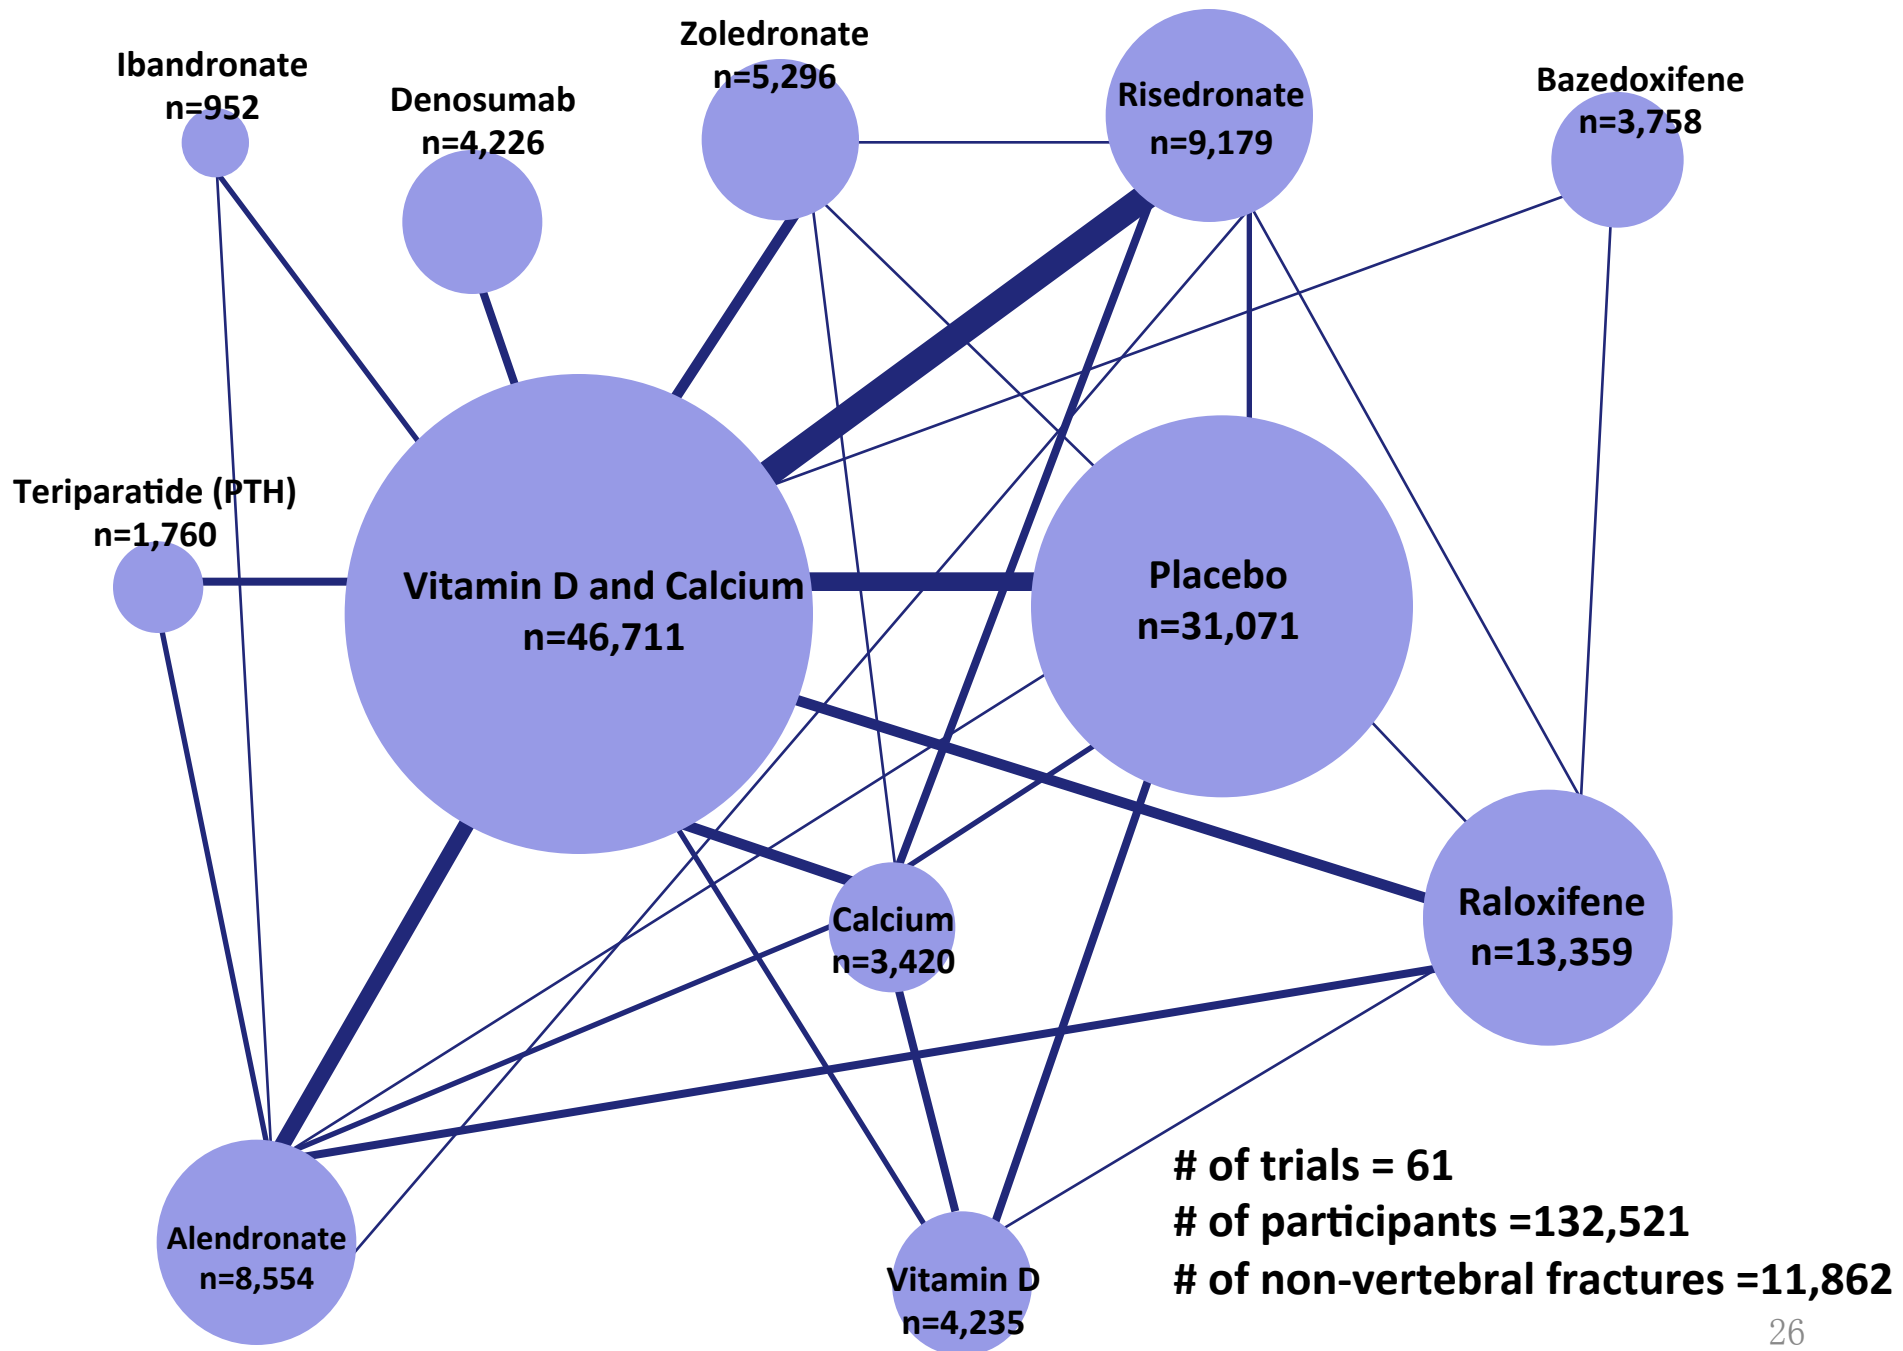 Zoledronate
n=5,296
Ibandronate
n=952
Denosumab
n=4,226
Risedronate
n=9,179
Bazedoxifene
n=3,758
Teriparatide (PTH)
n=1,760
Vitamin D and Calcium
n=46,711
Placebo
n=31,071
Calcium
n=3,420
Raloxifene
n=13,359
Alendronate
n=8,554
Vitamin D
n=4,235
# of trials = 61
# of participants =132,521
# of non-vertebral fractures =11,862
26